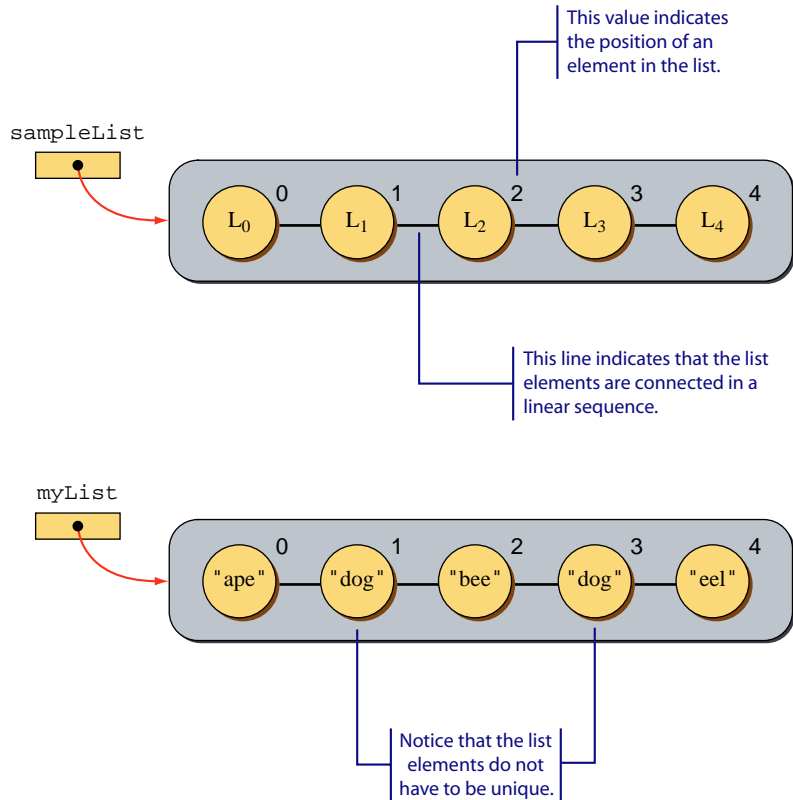 This value indicates
the position of an
element in the list.
sampleList
0 1 2 3 4
L0 L1 L2 L3 L4
This line indicates that the list
elements are connected in a
linear sequence.
myList
0 1 2 3 4
"ape" "dog" "bee" "dog" "eel"
Notice that the list
elements do not
have to be unique.